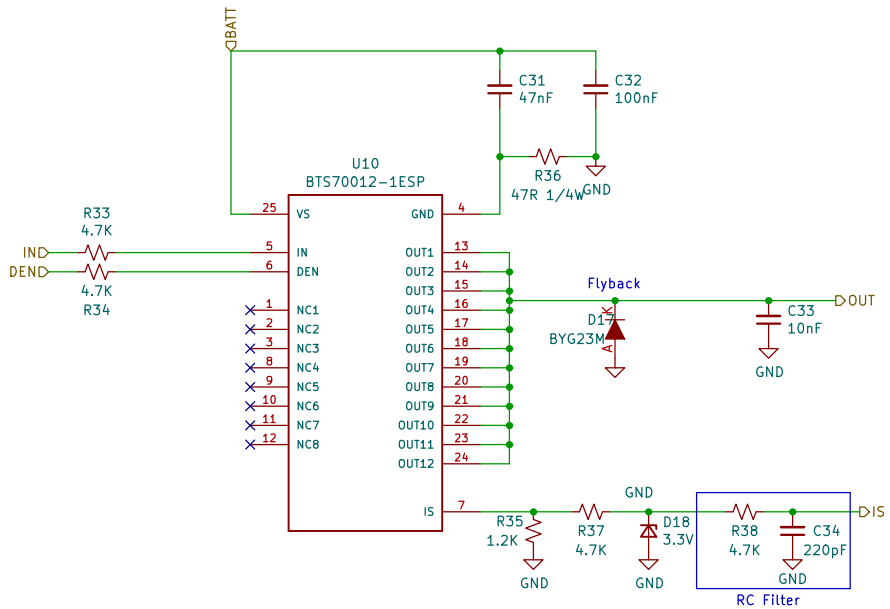 BATT
C31
47nF
C32
100nF
U10
BTS70012-1ESP
R36
47R 1/4W
GND
25
VS
GND
4
R33
4.7K
IN
5
IN
DEN
6
DEN
4.7K
R34
OUT1
13
OUT2
14
OUT3
15
OUT4
16
OUT5
17
OUT6
18
OUT7
19
OUT8
20
OUT9
21
OUT10
22
OUT11
23
OUT12
24
1
NC1
2
NC2
3
NC3
8
NC4
9
NC5
10
NC6
11
NC7
12
NC8
Flyback
K
D17
BYG23M
A
OUT
C33
10nF
GND
IS
7
R35
1.2K
GND
R37
4.7K
GND
D18
3.3V
GND
R38
4.7K
C34
220pF
GND
IS
RC Filter